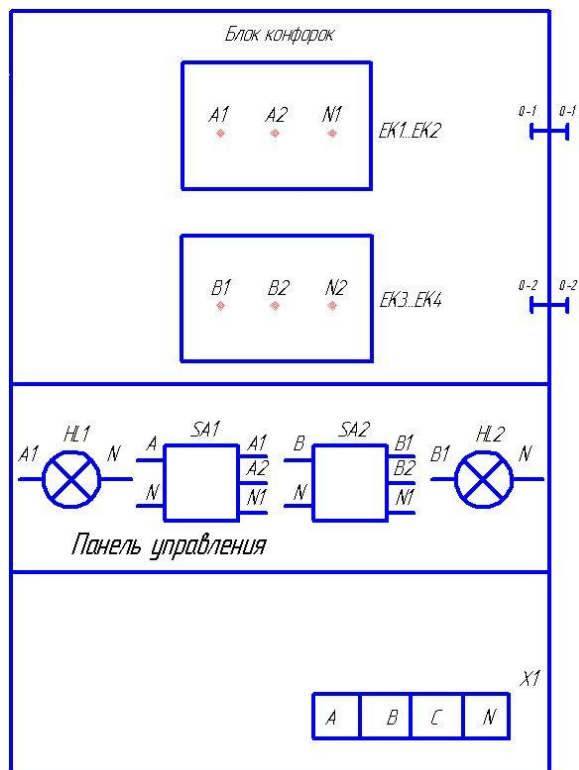 Блок конфорок
A1 A2 N1
EK1..EK2
0-1 0-1
B1 B2 N2
EK3..EK4
0-2 0-2
HL1
A1 N
SA1
A N
A1
A2
N1
SA2
B N
B1
B2
N1
HL2
B1 N
Панель управления
X1
A B C N